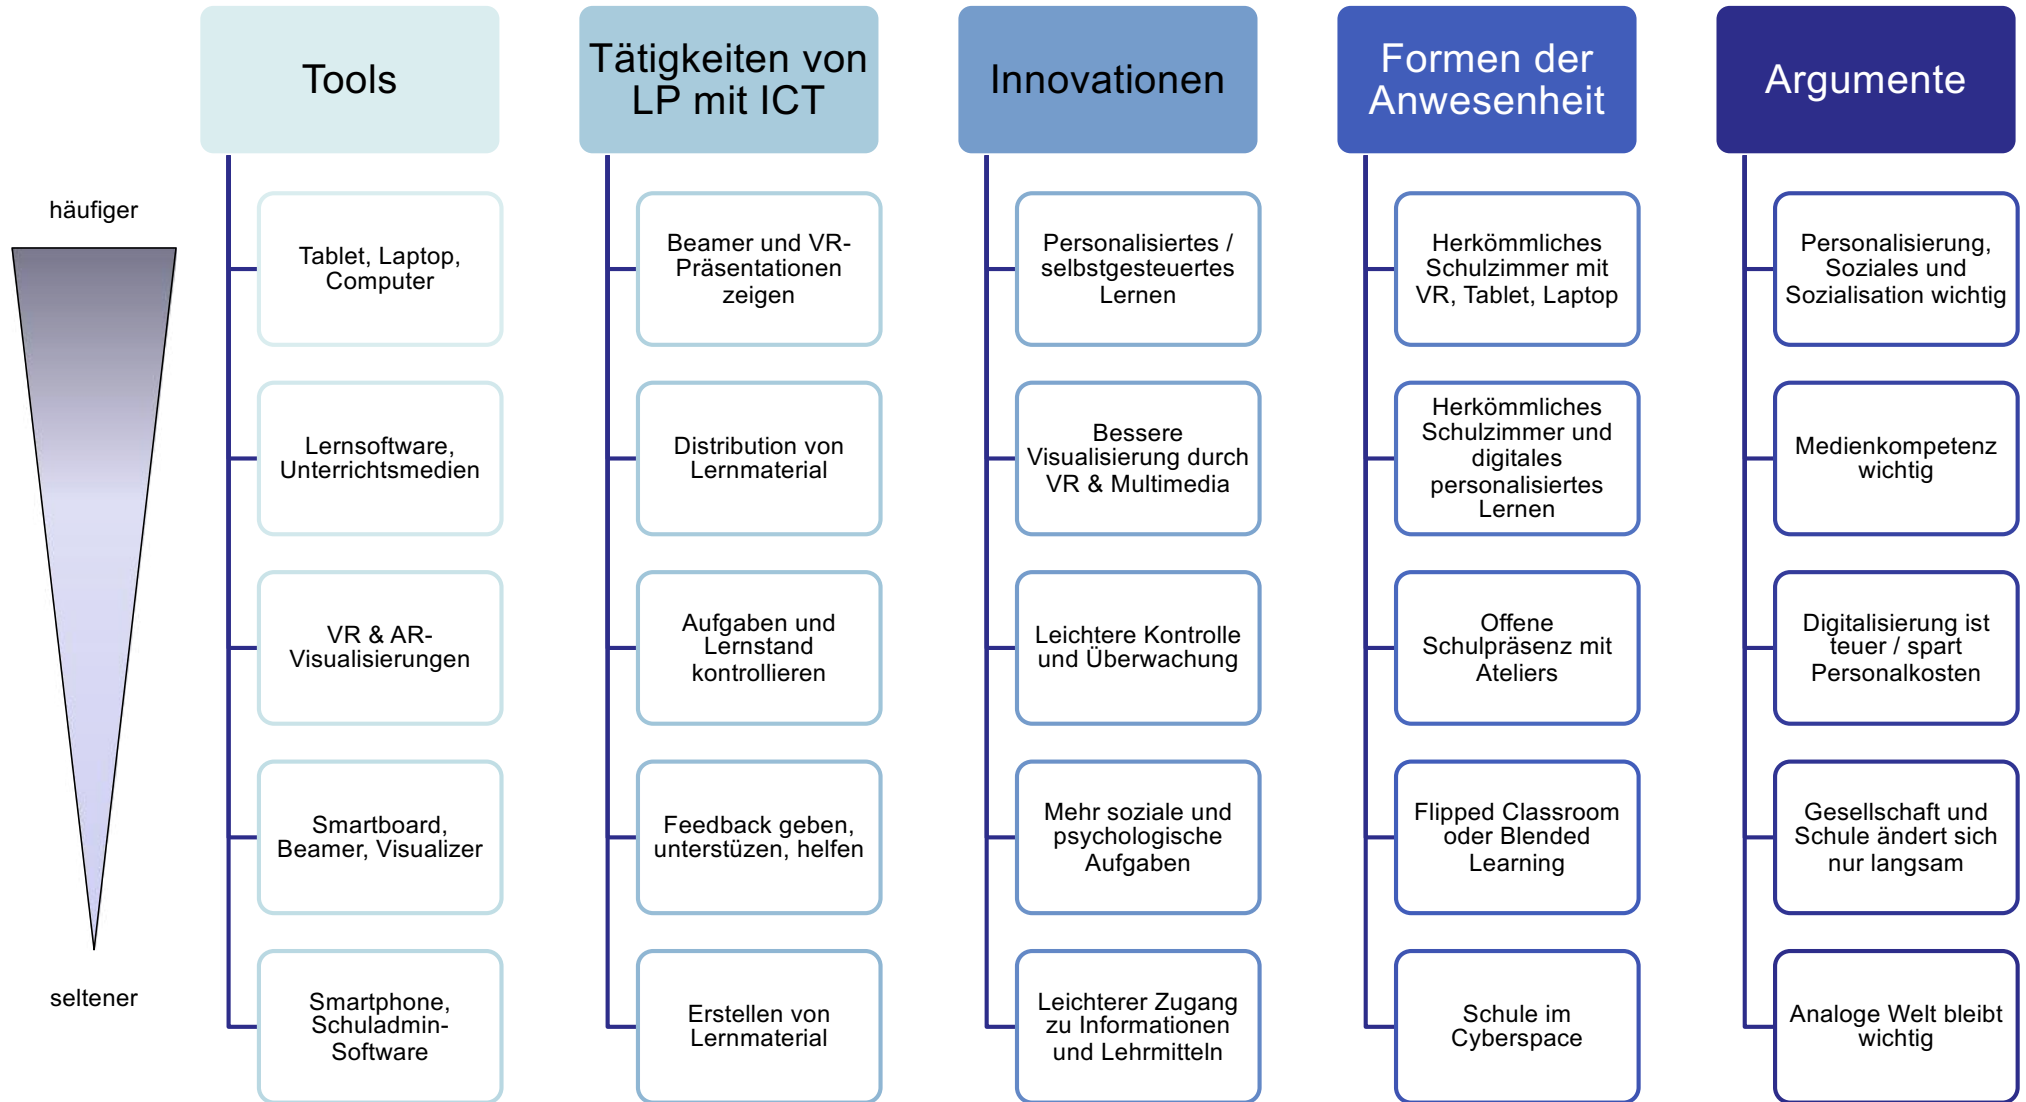 Tools
Tätigkeiten von
LP mit ICT
Innovationen
Formen der
Anwesenheit
Argumente
häufiger
seltener
Tablet, Laptop,
Computer
Lernsoftware,
Unterrichtsmedien
VR & AR-
Visualisierungen
Smartboard,
Beamer, Visualizer
Smartphone,
Schuladmin-
Software
Beamer und VR-
Präsentationen
zeigen
Distribution von
Lernmaterial
Aufgaben und
Lernstand
kontrollieren
Feedback geben,
unterstüzen, helfen
Erstellen von
Lernmaterial
Personalisiertes /
selbstgesteuertes
Lernen
Bessere
Visualisierung durch
VR & Multimedia
Leichtere Kontrolle
und Überwachung
Mehr soziale und
psychologische
Aufgaben
Leichterer Zugang
zu Informationen
und Lehrmitteln
Herkömmliches
Schulzimmer mit
VR, Tablet, Laptop
Herkömmliches
Schulzimmer und
digitales
personalisiertes
Lernen
Offene
Schulpräsenz mit
Ateliers
Flipped Classroom
oder Blended
Learning
Schule im
Cyberspace
Personalisierung,
Soziales und
Sozialisation wichtig
Medienkompetenz
wichtig
Digitalisierung ist
teuer / spart
Personalkosten
Gesellschaft und
Schule ändert sich
nur langsam
Analoge Welt bleibt
wichtig